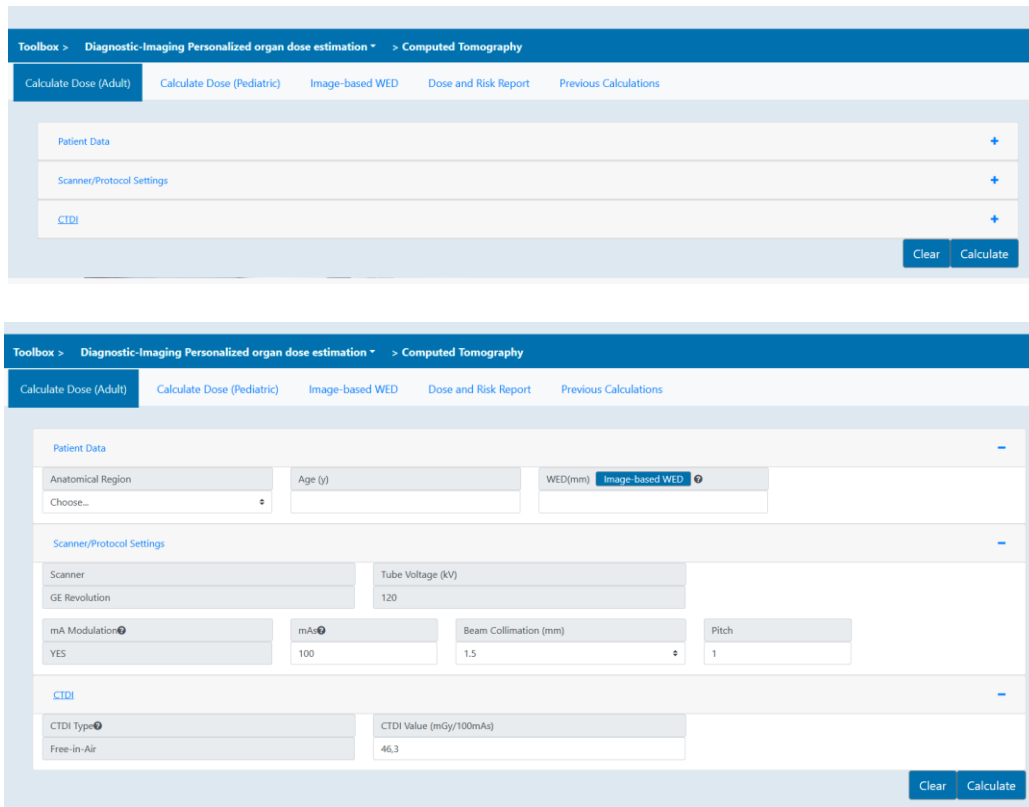 Toolbox > Diagnostic-Imaging Personalized organ dose estimation > Computed Tomography
Calculate Dose (Adult) Calculate Dose (Pediatric) Image-based WED Dose and Risk Report Previous Calculations
Patient Data +
Scanner/Protocol Settings +
CTDI +
Clear Calculate
Toolbox > Diagnostic-Imaging Personalized organ dose estimation > Computed Tomography
Calculate Dose (Adult) Calculate Dose (Pediatric) Image-based WED Dose and Risk Report Previous Calculations
Patient Data −
Anatomical Region Age (y) WED(mm) Image-based WED ?
Choose...
Scanner/Protocol Settings −
Scanner Tube Voltage (kV)
GE Revolution 120
mA Modulation? mAs? Beam Collimation (mm) Pitch
YES 100 1.5 1
CTDI −
CTDI Type? CTDI Value (mGy/100mAs)
Free-in-Air 46,3
Clear Calculate